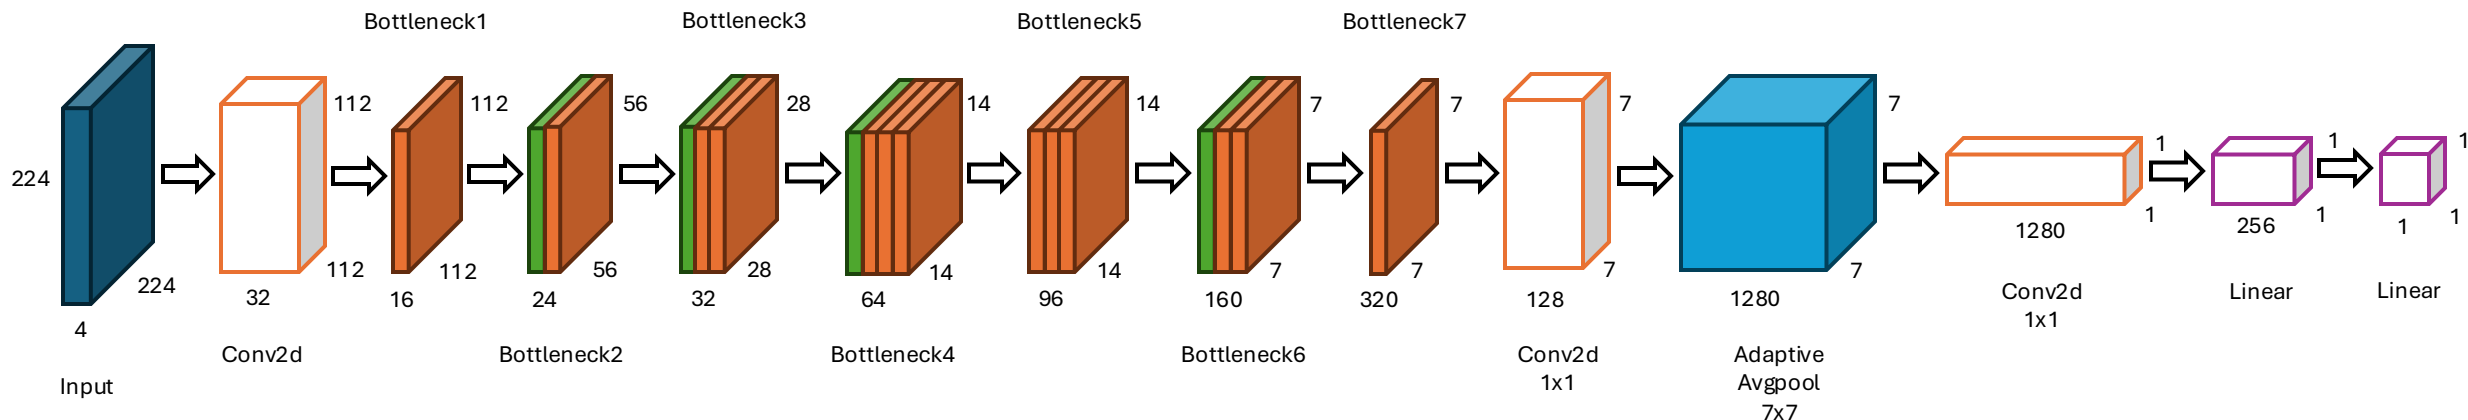 Bottleneck1
Bottleneck3
Bottleneck5
Bottleneck7
224
224
4
Input
112
112
32
Conv2d
112
112
16
56
56
24
Bottleneck2
28
28
32
14
14
64
Bottleneck4
14
14
96
7
7
160
Bottleneck6
7
7
320
7
7
128
Conv2d
1x1
7
7
1280
Adaptive
Avgpool
7x7
1
1
1280
Conv2d
1x1
1
1
256
Linear
1
1
1
Linear